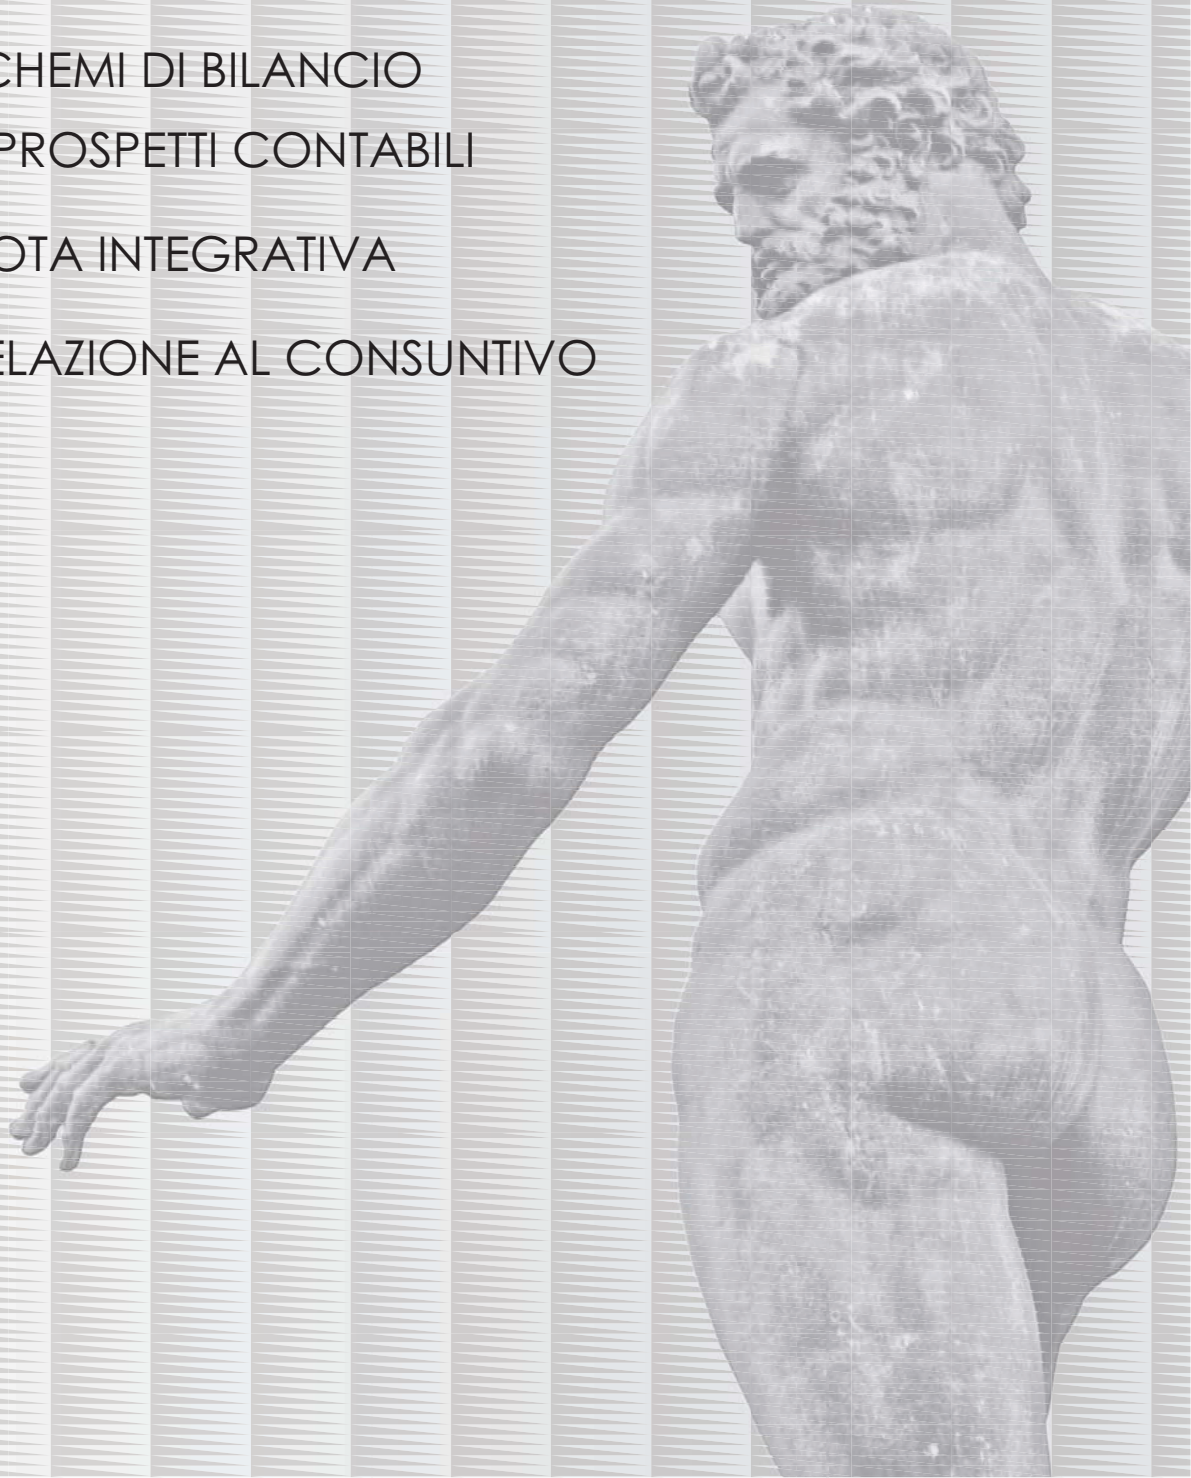 CHEMI DI BILANCIO
PROSPETTI CONTABILI
OTA INTEGRATIVA
ELAZIONE AL CONSUNTIVO